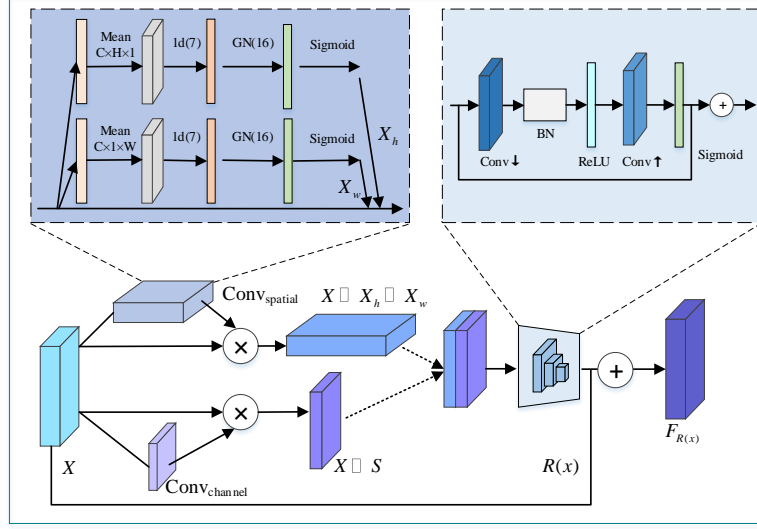 Mean
C×H×1
1d(7)
GN(16)
Sigmoid
X_h
Mean
C×1×W
1d(7)
GN(16)
Sigmoid
X_w
Conv↓
BN
ReLU
Conv↑
Sigmoid
+
Conv_spatial
X □ X_h □ X_w
×
×
X
Conv_channel
X □ S
R(x)
+
F_R(x)